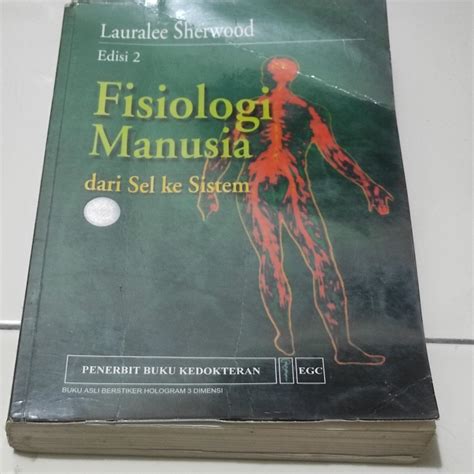 Lauralee Sherwood
Edisi 2
Fisiologi
Manusia
dari Sel ke Sistem
PENERBIT BUKU KEDOKTERAN EGC
BUKU ASLI BERSTIKER HOLOGRAM 3 DIMENSI